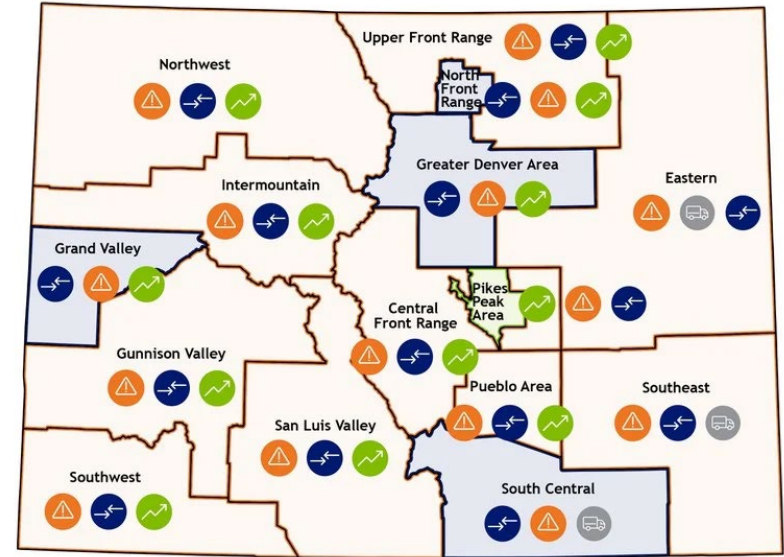 Upper Front Range
Northwest
North
Front
Range
Greater Denver Area
Eastern
Intermountain
Grand Valley
Pikes
Peak
Area
Central
Front Range
Gunnison Valley
Pueblo Area
Southeast
San Luis Valley
Southwest
South Central